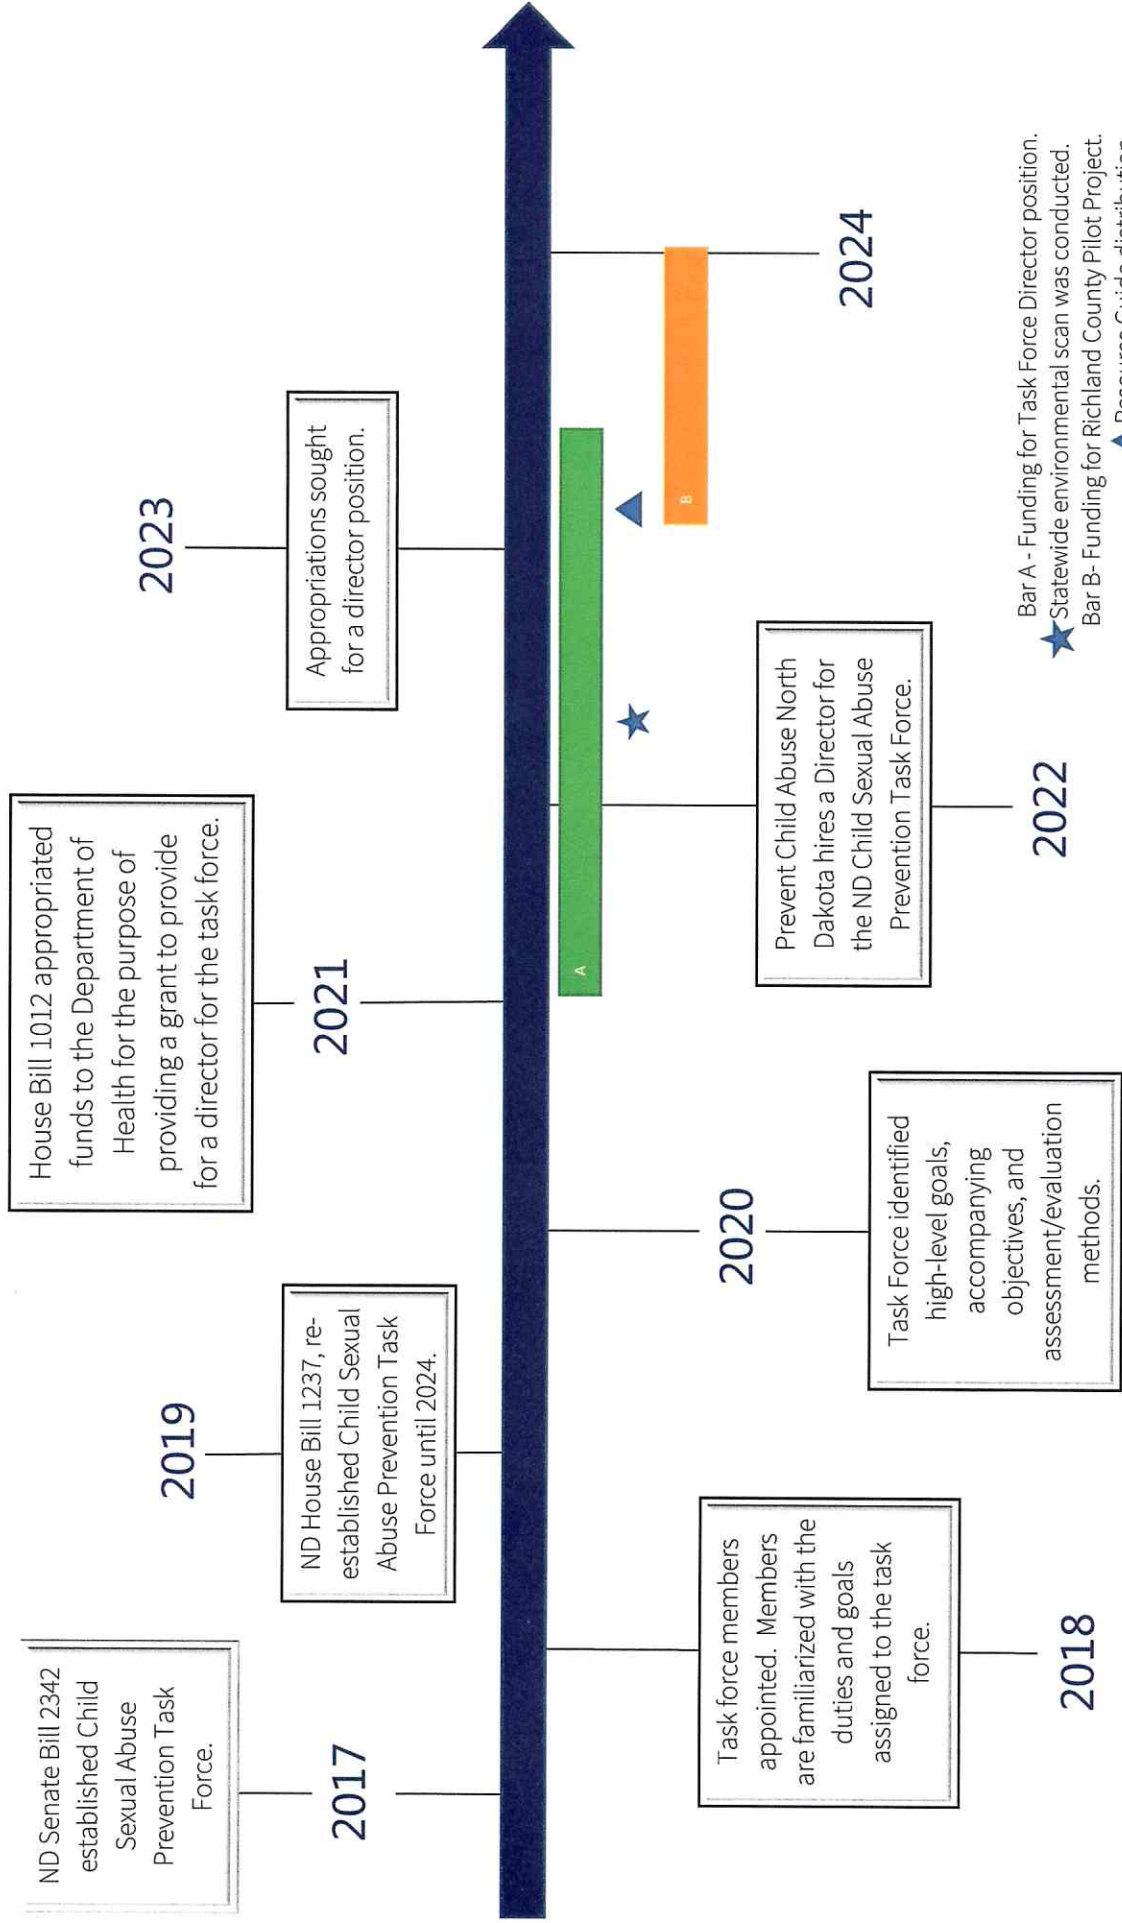 ND Senate Bill 2342
established Child
Sexual Abuse
Prevention Task
Force.
2017
Task force members
appointed.  Members
are familiarized with the
duties and goals
assigned to the task
force.
2018
2019
ND House Bill 1237, re-
established Child Sexual
Abuse Prevention Task
Force until 2024.
2020
Task Force identified
high-level goals,
accompanying
objectives, and
assessment/evaluation
methods.
House Bill 1012 appropriated
funds to the Department of
Health for the purpose of
providing a grant to provide
for a director for the task force.
2021
A
Prevent Child Abuse North
Dakota hires a Director for
the ND Child Sexual Abuse
Prevention Task Force.
2022
2023
Appropriations sought
for a director position.
B
2024
Bar A - Funding for Task Force Director position.
Statewide environmental scan was conducted.
Bar B- Funding for Richland County Pilot Project.
Resource Guide distribution